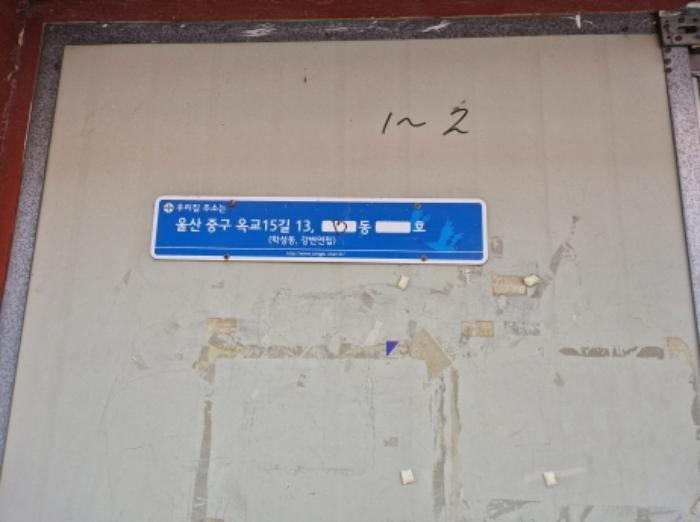 1~2
우리집 주소는
울산 중구 옥교15길 13, B동 호
(학성동, 강변연립)